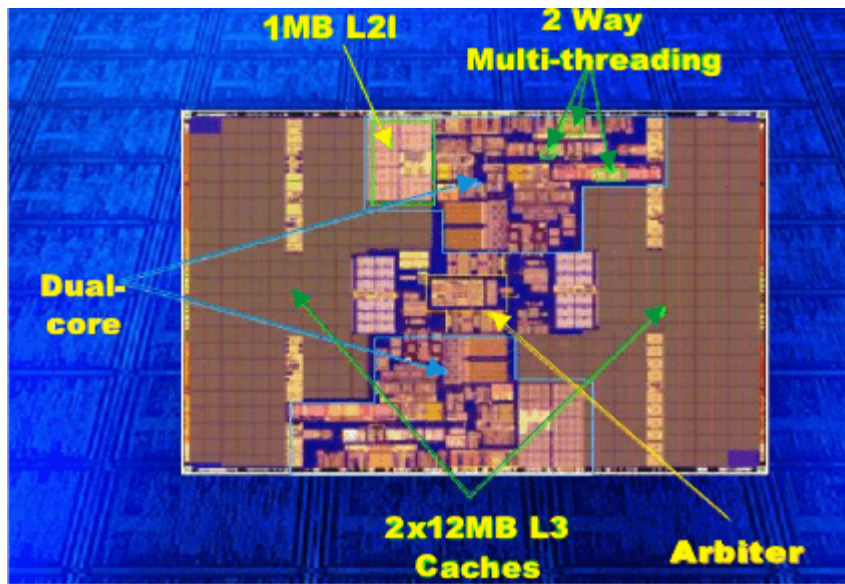 1MB L2I
2 Way
Multi-threading
Dual-
core
2x12MB L3
Caches
Arbiter